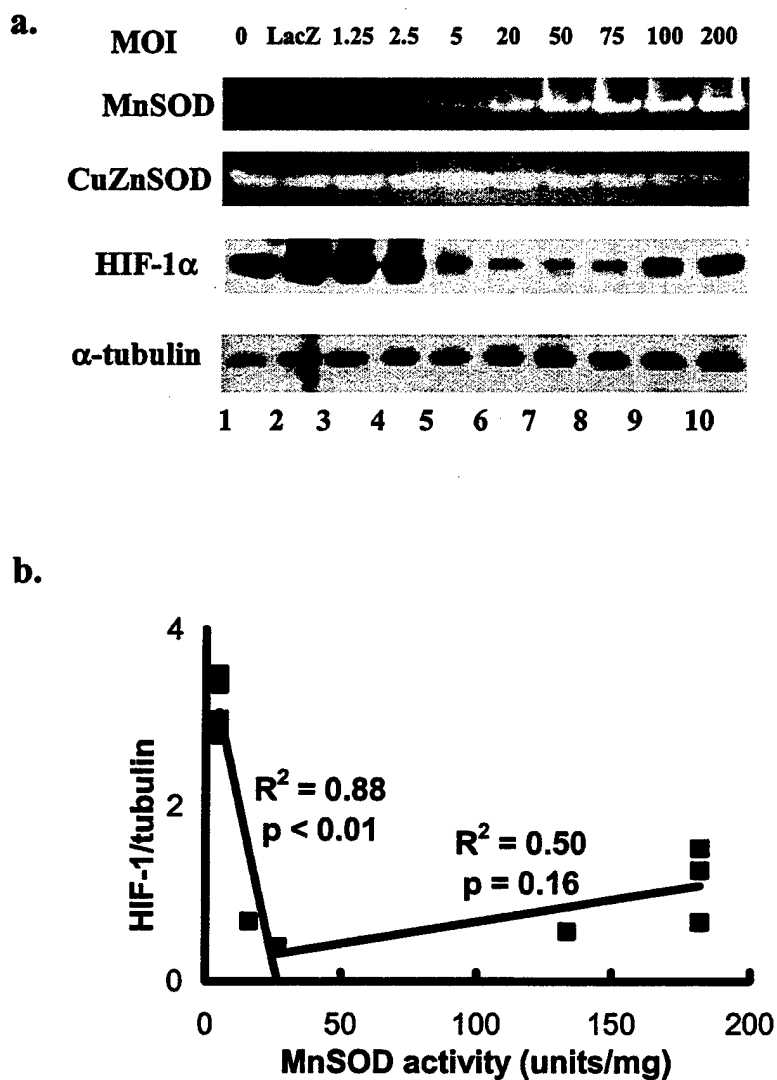 a.
MOI 0 LacZ 1.25 2.5 5 20 50 75 100 200
MnSOD
CuZnSOD
HIF-1α
α-tubulin
1 2 3 4 5 6 7 8 9 10
b.
4
2
0
HIF-1/tubulin
R² = 0.88
p < 0.01
R² = 0.50
p = 0.16
0 50 100 150 200
MnSOD activity (units/mg)